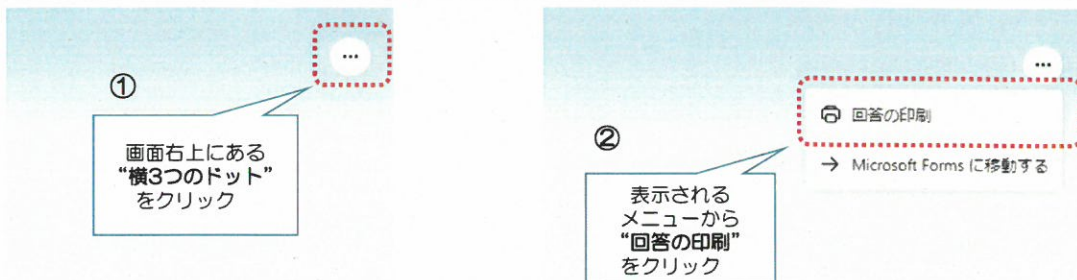 ①
画面右上にある
“横3つのドット”
をクリック
②
回答の印刷
→ Microsoft Forms に移動する
表示される
メニューから
“回答の印刷”
をクリック